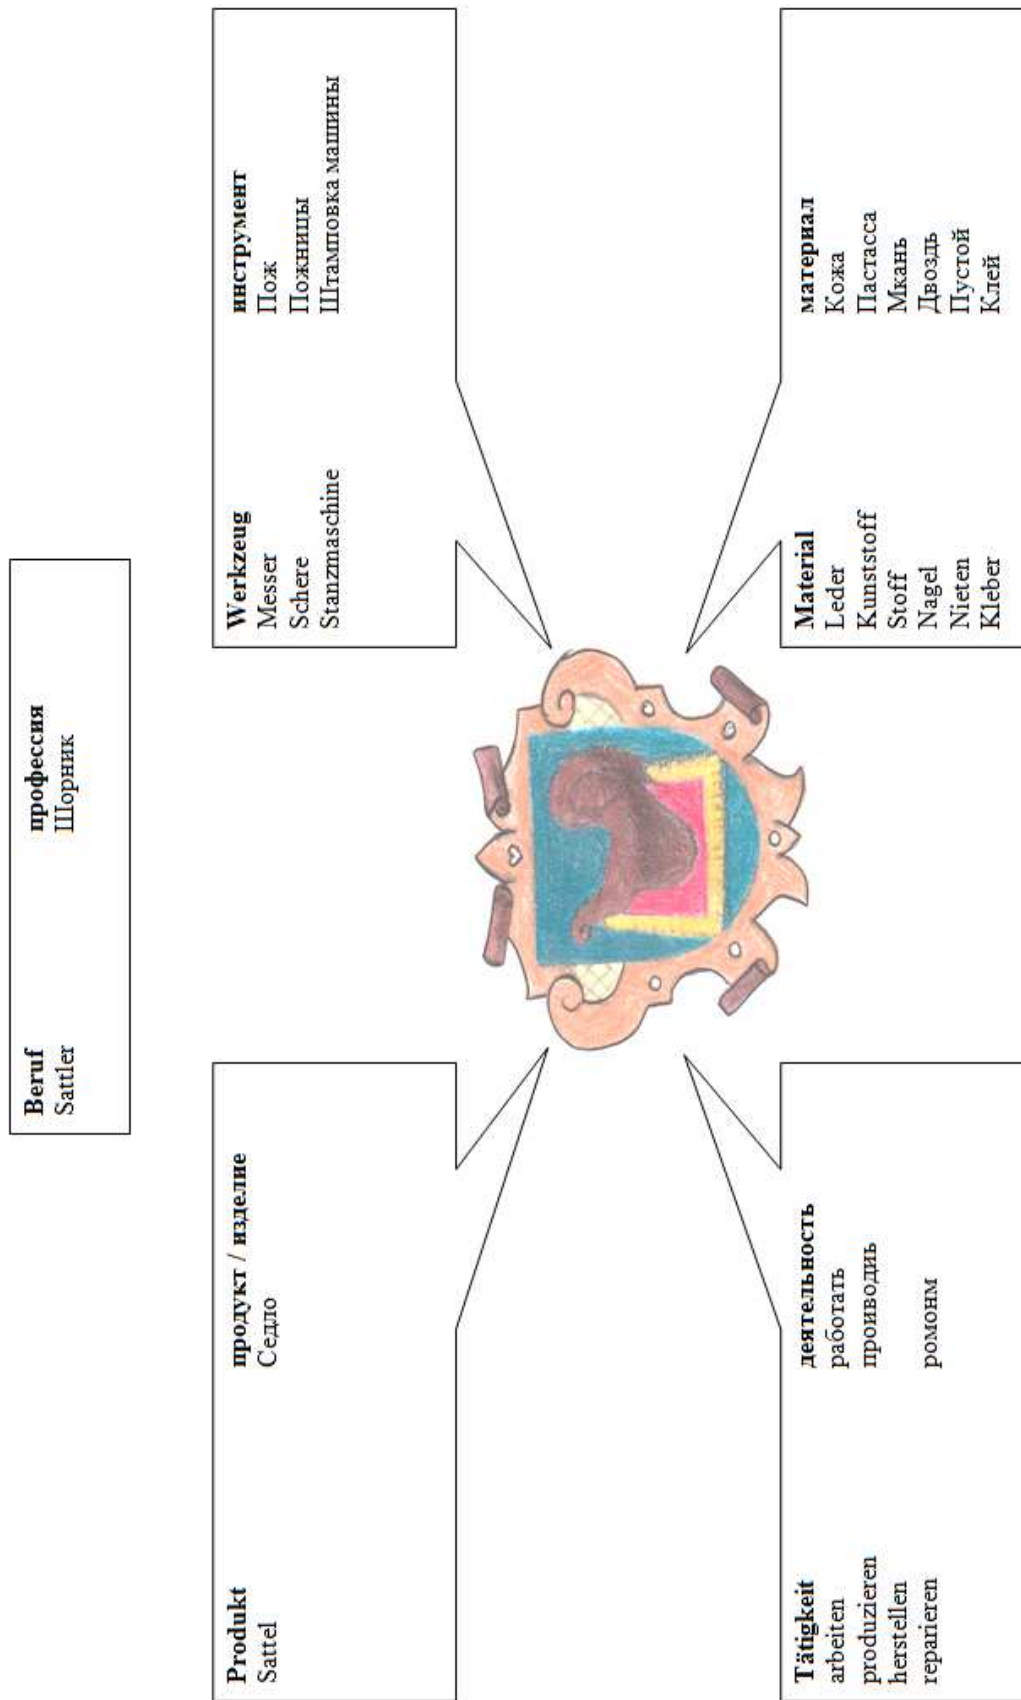 Beruf профессия
Sattler Шорник
Produkt продукт / изделие
Sattel Седло
Werkzeug инструмент
Messer Пож
Schere Пожницы
Stanzmaschine Штамповка машины
Tätigkeit деятельность
arbeiten работать
produzieren проиводиь
herstellen
reparieren ромонм
Material материал
Leder Кожа
Kunststoff Пастасса
Stoff Мкань
Nagel Двоздь
Nieten Пустой
Kleber Клей